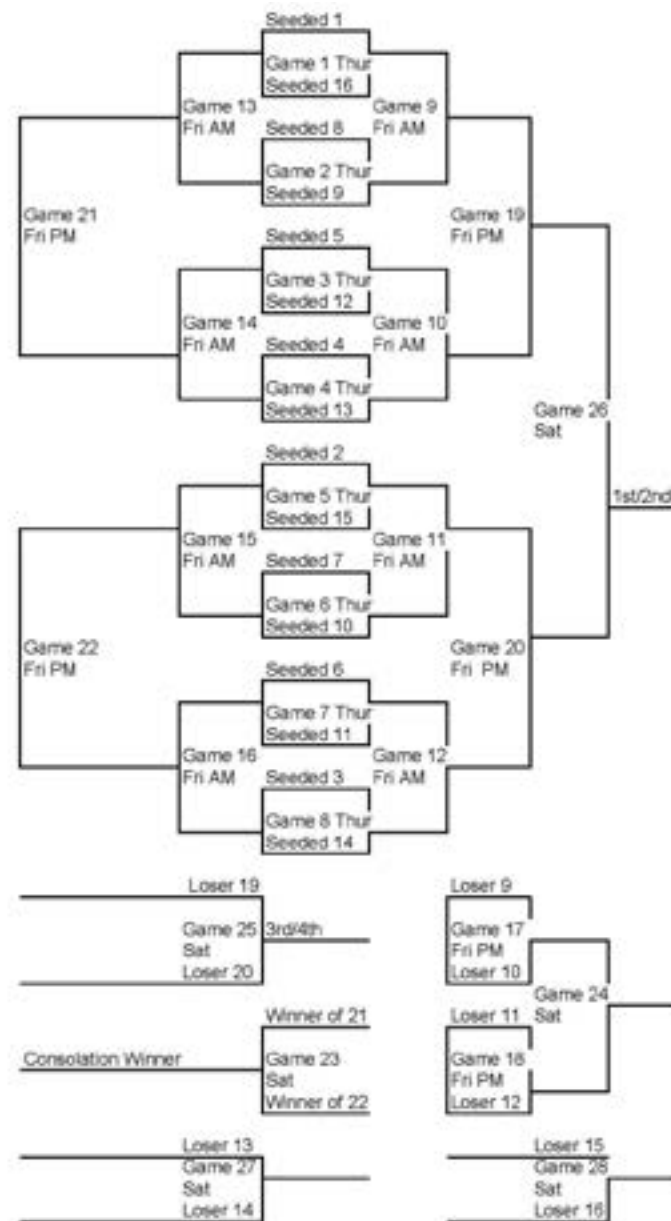 Seeded 1
Game 1 Thur
Seeded 16
Game 13
Fri AM
Game 9
Fri AM
Seeded 8
Game 2 Thur
Seeded 9
Game 21
Fri PM
Game 19
Fri PM
Seeded 5
Game 3 Thur
Seeded 12
Game 14
Fri AM
Game 10
Fri AM
Seeded 4
Game 4 Thur
Seeded 13
Game 26
Sat
1st/2nd
Seeded 2
Game 5 Thur
Seeded 15
Game 15
Fri AM
Game 11
Fri AM
Seeded 7
Game 6 Thur
Seeded 10
Game 22
Fri PM
Game 20
Fri PM
Seeded 6
Game 7 Thur
Seeded 11
Game 16
Fri AM
Game 12
Fri AM
Seeded 3
Game 8 Thur
Seeded 14
Loser 19
Game 25
Sat
Loser 20
3rd/4th
Loser 9
Game 17
Fri PM
Loser 10
Game 24
Sat
Winner of 21
Consolation Winner
Game 23
Sat
Winner of 22
Loser 11
Game 18
Fri PM
Loser 12
Loser 13
Game 27
Sat
Loser 14
Loser 15
Game 28
Sat
Loser 16